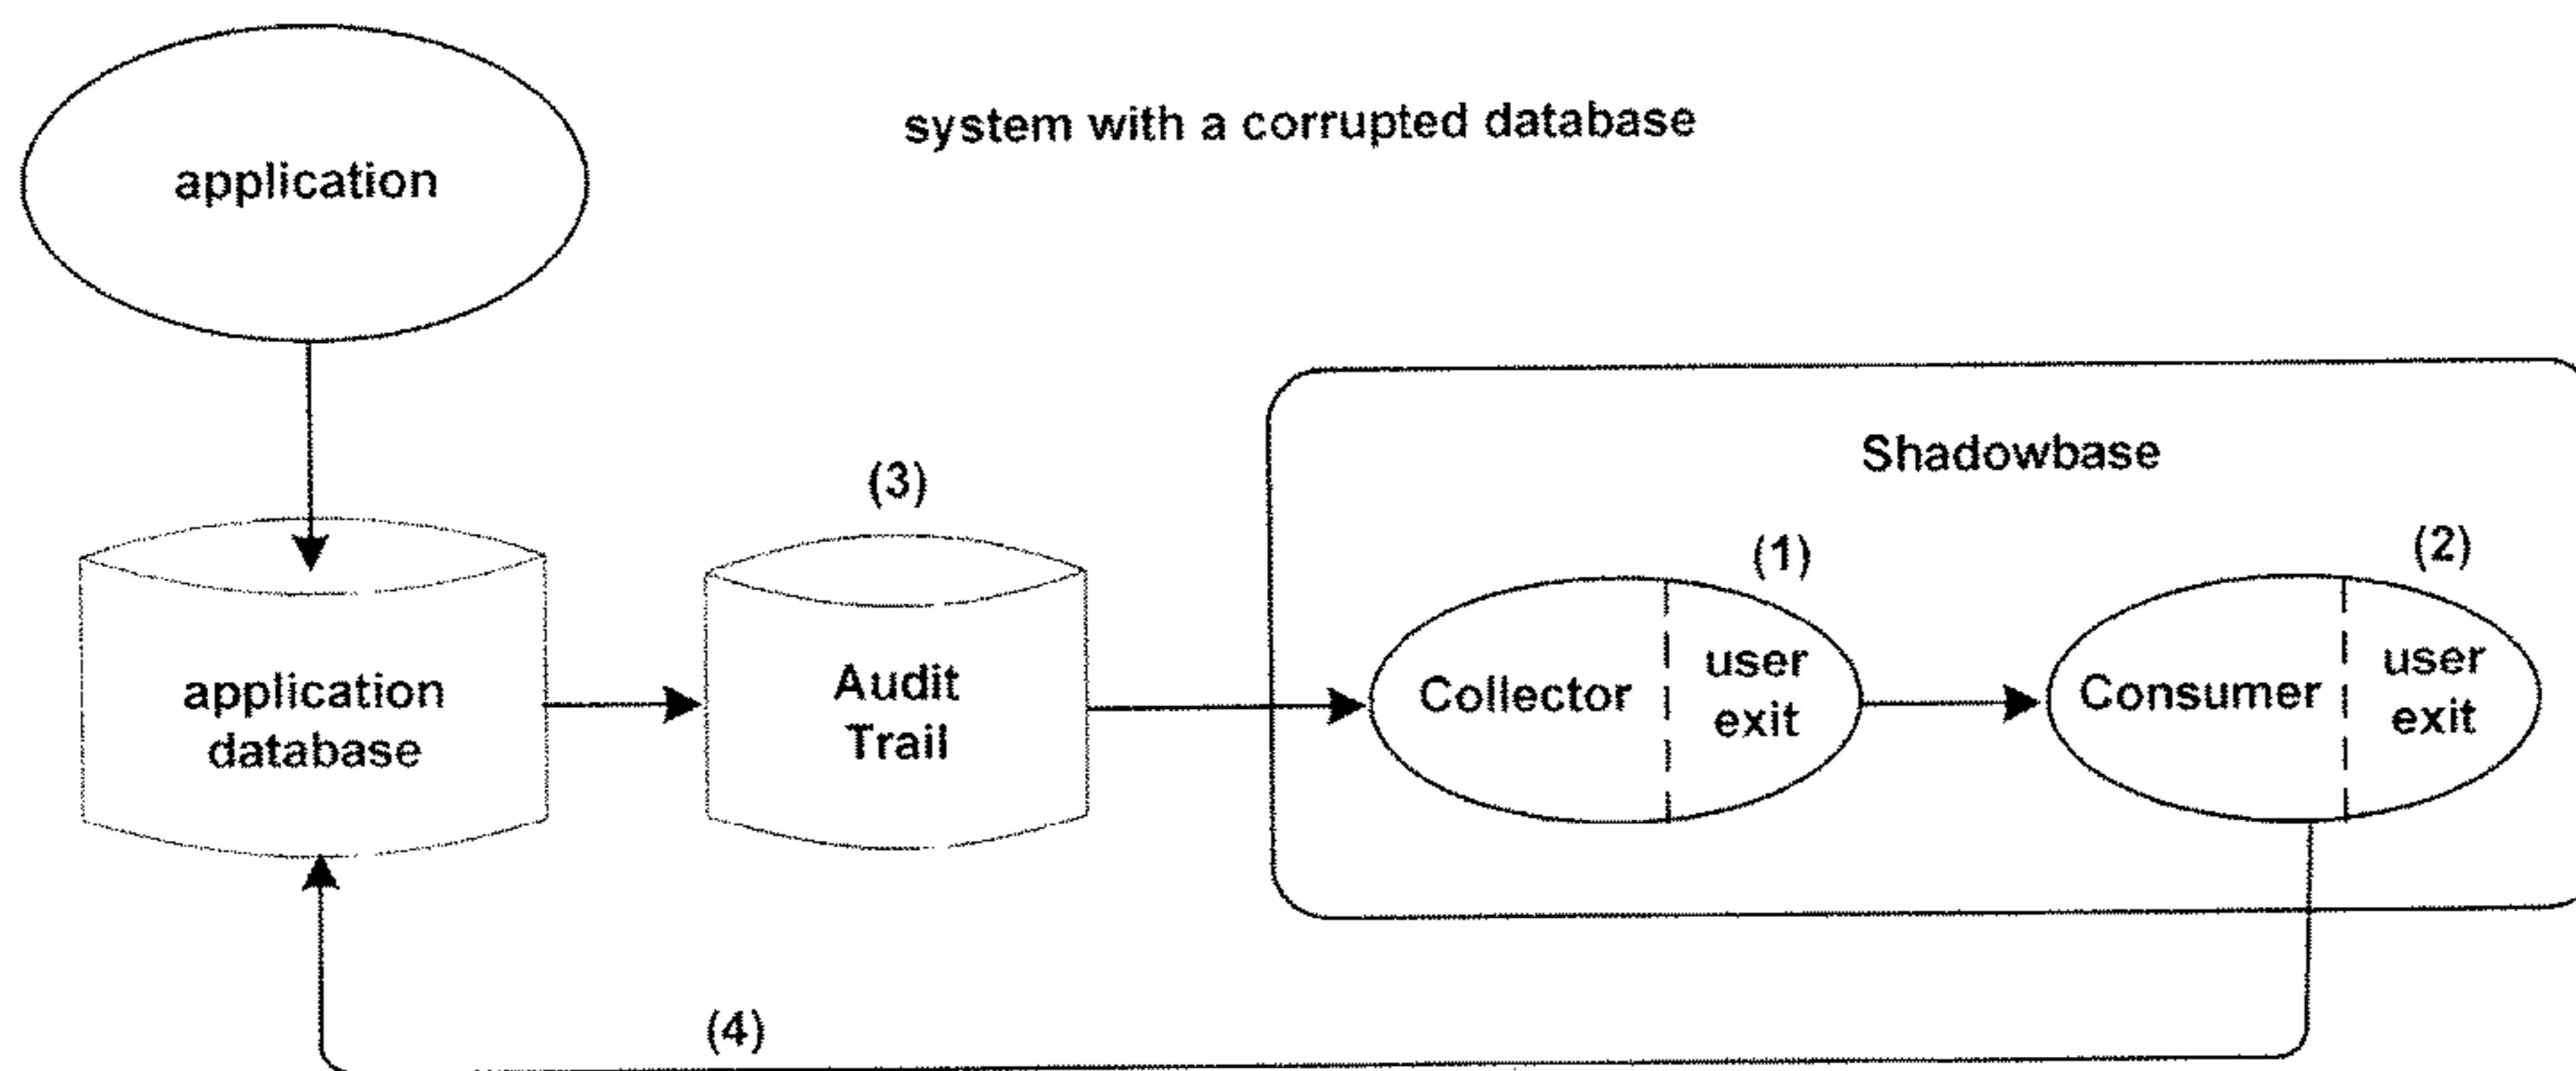 system with a corrupted database
application
Shadowbase
(3)
(1)
(2)
application
database
Audit
Trail
Collector
user
exit
Consumer
user
exit
(4)